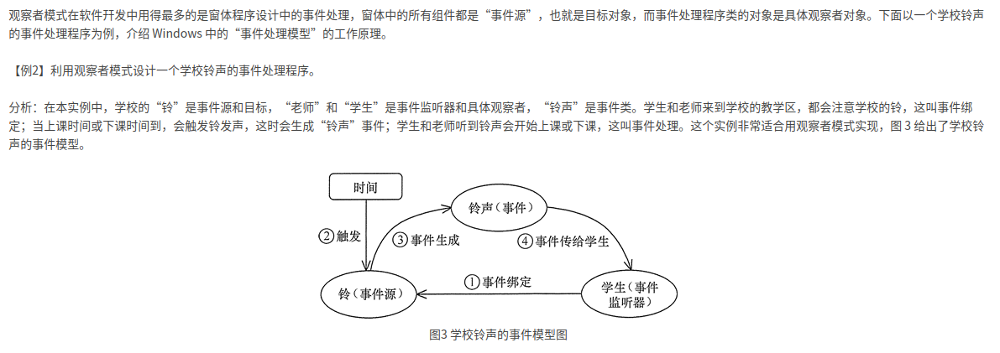 观察者模式在软件开发中用得最多的是窗体程序设计中的事件处理，窗体中的所有组件都是“事件源”，也就是目标对象，而事件处理程序类的对象是具体观察者对象。下面以一个学校铃声
的事件处理程序为例，介绍 Windows 中的“事件处理模型”的工作原理。
【例2】利用观察者模式设计一个学校铃声的事件处理程序。
分析：在本实例中，学校的“铃”是事件源和目标，“老师”和“学生”是事件监听器和具体观察者，“铃声”是事件类。学生和老师来到学校的教学区，都会注意学校的铃，这叫事件绑
定；当上课时间或下课时间到，会触发铃发声，这时会生成“铃声”事件；学生和老师听到铃声会开始上课或下课，这叫事件处理。这个实例非常适合用观察者模式实现，图 3 给出了学校铃
声的事件模型。
时间
铃声（事件）
②触发
③事件生成
④事件传给学生
①事件绑定
铃（事件源）
学生（事件
监听器）
图3 学校铃声的事件模型图